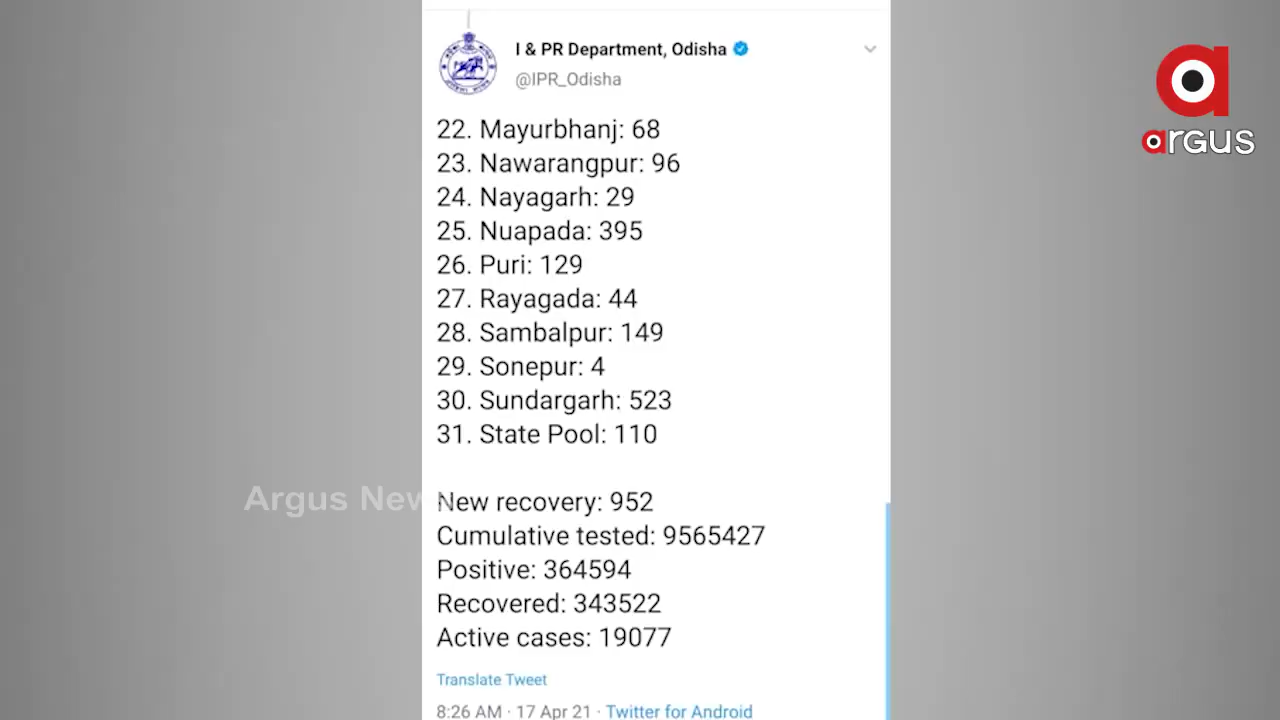 I & PR Department, Odisha
@IPR_Odisha
argus
22. Mayurbhanj: 68
23. Nawarangpur: 96
24. Nayagarh: 29
25. Nuapada: 395
26. Puri: 129
27. Rayagada: 44
28. Sambalpur: 149
29. Sonepur: 4
30. Sundargarh: 523
31. State Pool: 110
Argus News
New recovery: 952
Cumulative tested: 9565427
Positive: 364594
Recovered: 343522
Active cases: 19077
Translate Tweet
8:26 AM · 17 Apr 21 · Twitter for Android